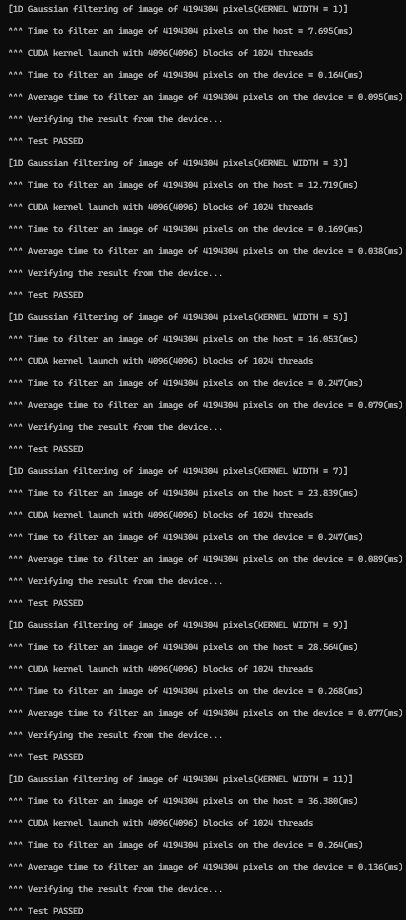 [1D Gaussian filtering of image of 4194304 pixels(KERNEL WIDTH = 1)]
^^^ Time to filter an image of 4194304 pixels on the host = 7.695(ms)
^^^ CUDA kernel launch with 4096(4096) blocks of 1024 threads
^^^ Time to filter an image of 4194304 pixels on the device = 0.164(ms)
^^^ Average time to filter an image of 4194304 pixels on the device = 0.095(ms)
^^^ Verifying the result from the device...
^^^ Test PASSED
[1D Gaussian filtering of image of 4194304 pixels(KERNEL WIDTH = 3)]
^^^ Time to filter an image of 4194304 pixels on the host = 12.719(ms)
^^^ CUDA kernel launch with 4096(4096) blocks of 1024 threads
^^^ Time to filter an image of 4194304 pixels on the device = 0.169(ms)
^^^ Average time to filter an image of 4194304 pixels on the device = 0.038(ms)
^^^ Verifying the result from the device...
^^^ Test PASSED
[1D Gaussian filtering of image of 4194304 pixels(KERNEL WIDTH = 5)]
^^^ Time to filter an image of 4194304 pixels on the host = 16.053(ms)
^^^ CUDA kernel launch with 4096(4096) blocks of 1024 threads
^^^ Time to filter an image of 4194304 pixels on the device = 0.247(ms)
^^^ Average time to filter an image of 4194304 pixels on the device = 0.079(ms)
^^^ Verifying the result from the device...
^^^ Test PASSED
[1D Gaussian filtering of image of 4194304 pixels(KERNEL WIDTH = 7)]
^^^ Time to filter an image of 4194304 pixels on the host = 23.839(ms)
^^^ CUDA kernel launch with 4096(4096) blocks of 1024 threads
^^^ Time to filter an image of 4194304 pixels on the device = 0.247(ms)
^^^ Average time to filter an image of 4194304 pixels on the device = 0.089(ms)
^^^ Verifying the result from the device...
^^^ Test PASSED
[1D Gaussian filtering of image of 4194304 pixels(KERNEL WIDTH = 9)]
^^^ Time to filter an image of 4194304 pixels on the host = 28.564(ms)
^^^ CUDA kernel launch with 4096(4096) blocks of 1024 threads
^^^ Time to filter an image of 4194304 pixels on the device = 0.268(ms)
^^^ Average time to filter an image of 4194304 pixels on the device = 0.077(ms)
^^^ Verifying the result from the device...
^^^ Test PASSED
[1D Gaussian filtering of image of 4194304 pixels(KERNEL WIDTH = 11)]
^^^ Time to filter an image of 4194304 pixels on the host = 36.380(ms)
^^^ CUDA kernel launch with 4096(4096) blocks of 1024 threads
^^^ Time to filter an image of 4194304 pixels on the device = 0.264(ms)
^^^ Average time to filter an image of 4194304 pixels on the device = 0.136(ms)
^^^ Verifying the result from the device...
^^^ Test PASSED